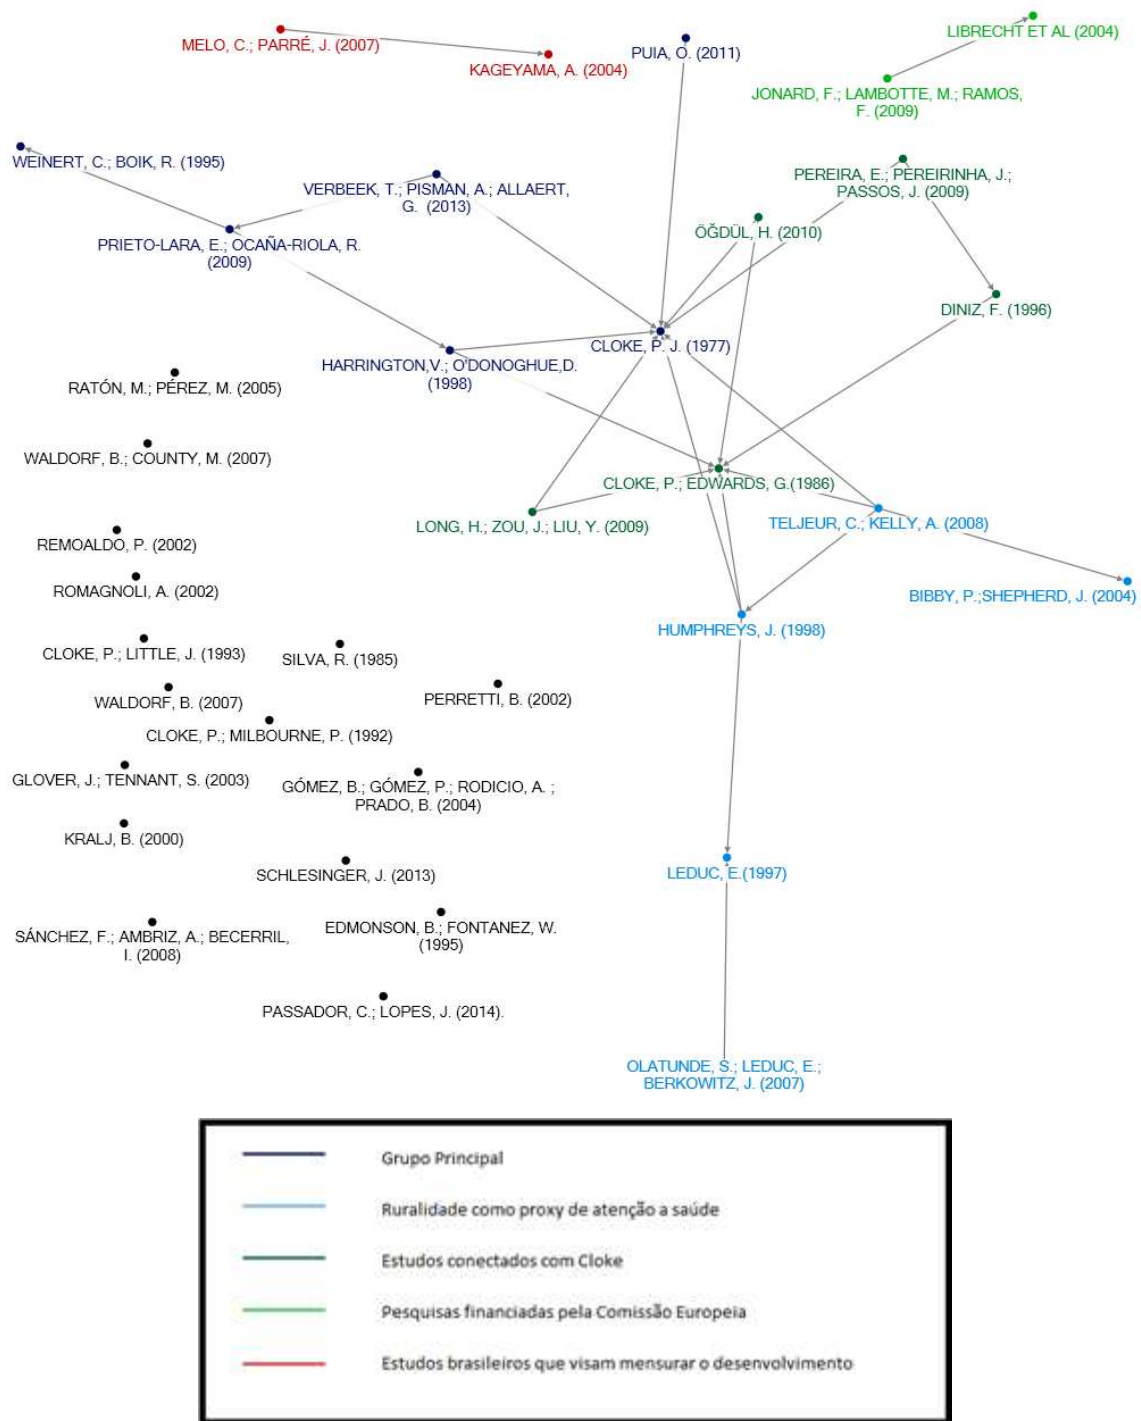 MELO, C.; PARRÉ, J. (2007)
KAGEYAMA, A. (2004)
PUIA, O. (2011)
LIBRECHT ET AL (2004)
JONARD, F.; LAMBOTTE, M.; RAMOS,
F. (2009)
WEINERT, C.; BOIK, R. (1995)
VERBEEK, T.; PISMAN, A.; ALLAERT,
G. (2013)
PEREIRA, E.; PEREIRINHA, J.;
PASSOS, J. (2009)
ÖĞDÜL, H. (2010)
PRIETO-LARA, E.; OCAÑA-RIOLA, R.
(2009)
DINIZ, F. (1996)
CLOKE, P. J. (1977)
HARRINGTON,V.; O'DONOGHUE,D.
(1998)
RATÓN, M.; PÉREZ, M. (2005)
WALDORF, B.; COUNTY, M. (2007)
CLOKE, P.; EDWARDS, G.(1986)
LONG, H.; ZOU, J.; LIU, Y. (2009)
TELJEUR, C.; KELLY, A. (2008)
REMOALDO, P. (2002)
ROMAGNOLI, A. (2002)
BIBBY, P.;SHEPHERD, J. (2004)
HUMPHREYS, J. (1998)
CLOKE, P.; LITTLE, J. (1993)
SILVA, R. (1985)
WALDORF, B. (2007)
PERRETTI, B. (2002)
CLOKE, P.; MILBOURNE, P. (1992)
GLOVER, J.; TENNANT, S. (2003)
GÓMEZ, B.; GÓMEZ, P.; RODICIO, A. ;
PRADO, B. (2004)
KRALJ, B. (2000)
SCHLESINGER, J. (2013)
LEDUC, E.(1997)
SÁNCHEZ, F.; AMBRIZ, A.; BECERRIL,
I. (2008)
EDMONSON, B.; FONTANEZ, W.
(1995)
PASSADOR, C.; LOPES, J. (2014).
OLATUNDE, S.; LEDUC, E.;
BERKOWITZ, J. (2007)
Grupo Principal
Ruralidade como proxy de atenção a saúde
Estudos conectados com Cloke
Pesquisas financiadas pela Comissão Europeia
Estudos brasileiros que visam mensurar o desenvolvimento